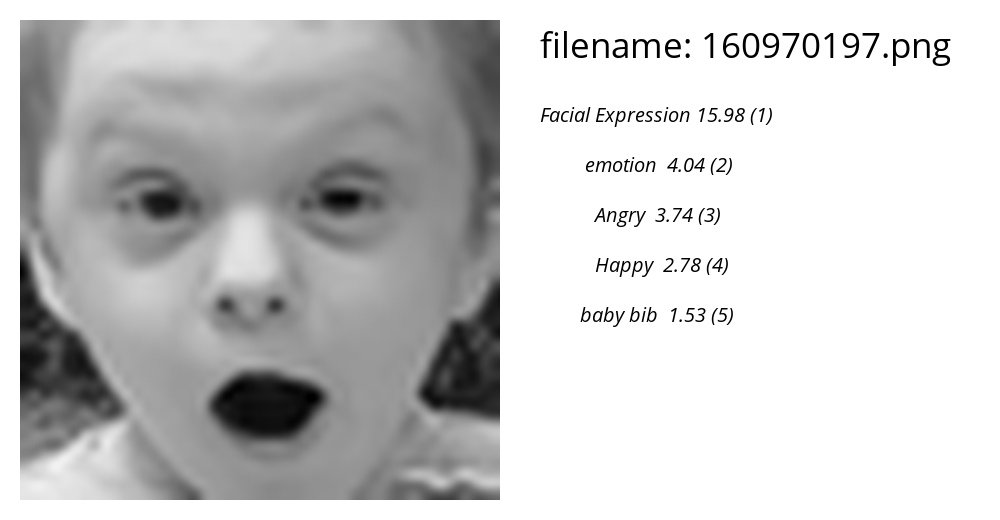 filename: 160970197.png
Facial Expression 15.98 (1)
emotion 4.04 (2)
Angry 3.74 (3)
Happy 2.78 (4)
baby bib 1.53 (5)